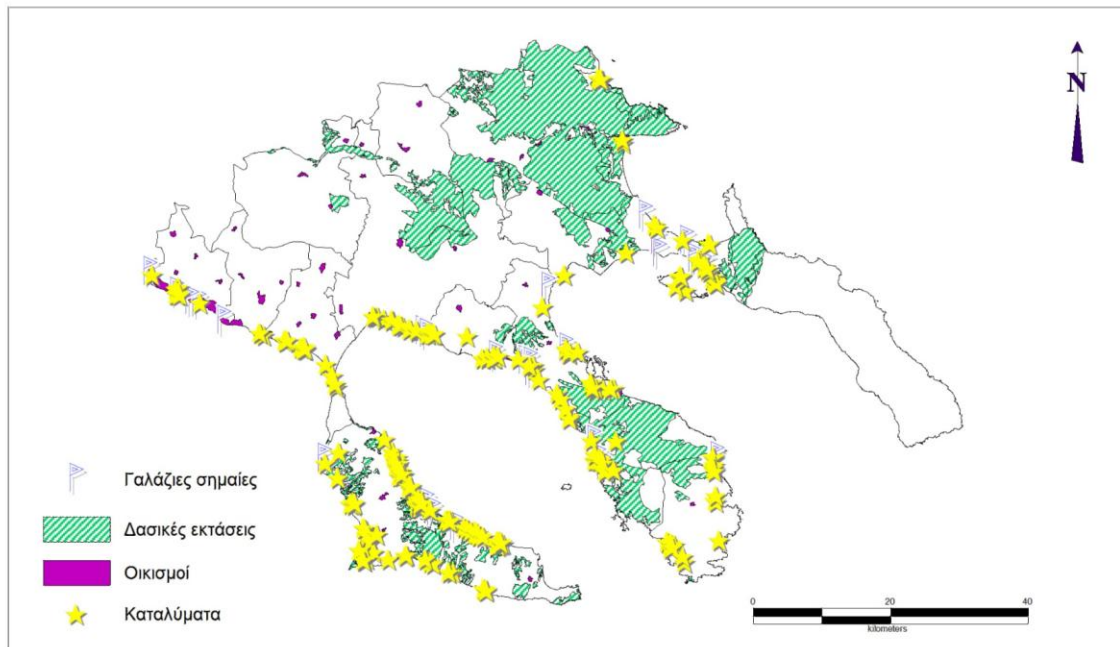 N
Γαλάζιες σημαίες
Δασικές εκτάσεις
Οικισμοί
Καταλύματα
0 20 40
kilometers